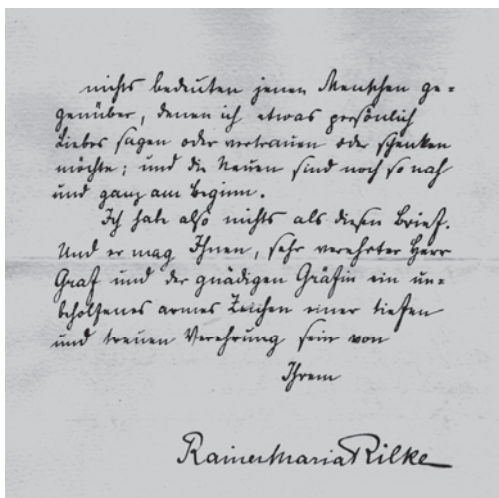 nichts bedeuten jenen Menschen ge=
genüber, denen ich etwas persönlich
Liebes sagen oder vertrauen oder schenken
möchte; und die Neuen sind noch so nah
und ganz am Beginn.
Ich habe also nichts als diesen Brief.
Und er mag Ihnen, sehr verehrter Herr
Graf und der gnädigen Gräfin ein un=
beholfenes armes Zeichen einer tiefen
und treuen Verehrung sein von
Ihrem
Rainer Maria Rilke